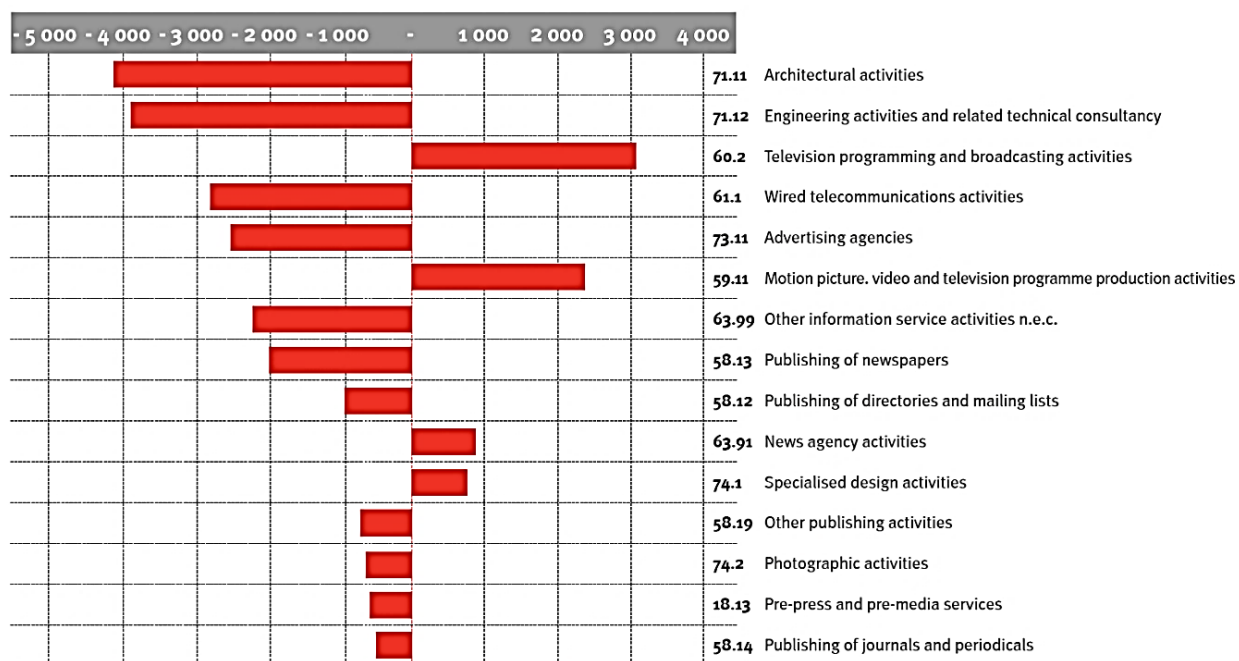 - 5 000 - 4 000 - 3 000 - 2 000 - 1 000 - 1 000 2 000 3 000 4 000
71.11 Architectural activities
71.12 Engineering activities and related technical consultancy
60.2 Television programming and broadcasting activities
61.1 Wired telecommunications activities
73.11 Advertising agencies
59.11 Motion picture. video and television programme production activities
63.99 Other information service activities n.e.c.
58.13 Publishing of newspapers
58.12 Publishing of directories and mailing lists
63.91 News agency activities
74.1 Specialised design activities
58.19 Other publishing activities
74.2 Photographic activities
18.13 Pre-press and pre-media services
58.14 Publishing of journals and periodicals